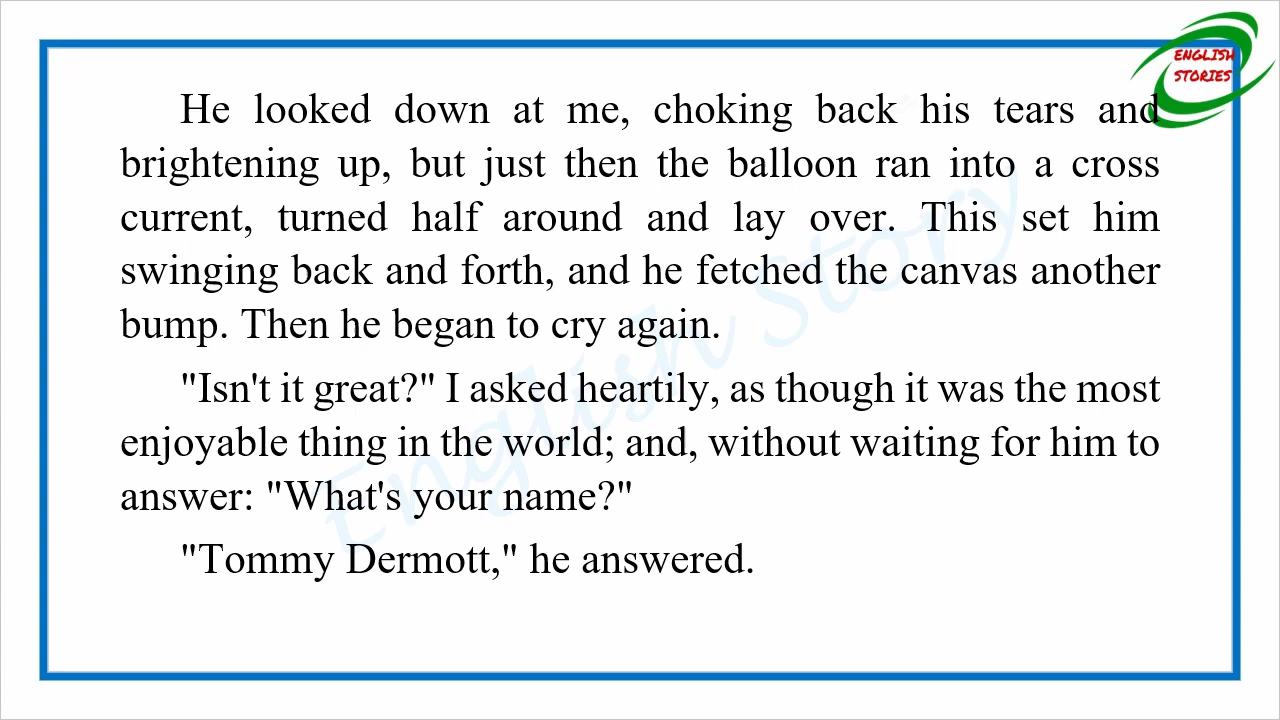 ENGLISH
STORIES
He looked down at me, choking back his tears and
brightening up, but just then the balloon ran into a cross
current, turned half around and lay over. This set him
swinging back and forth, and he fetched the canvas another
bump. Then he began to cry again.
"Isn't it great?" I asked heartily, as though it was the most
enjoyable thing in the world; and, without waiting for him to
answer: "What's your name?"
"Tommy Dermott," he answered.
English Story